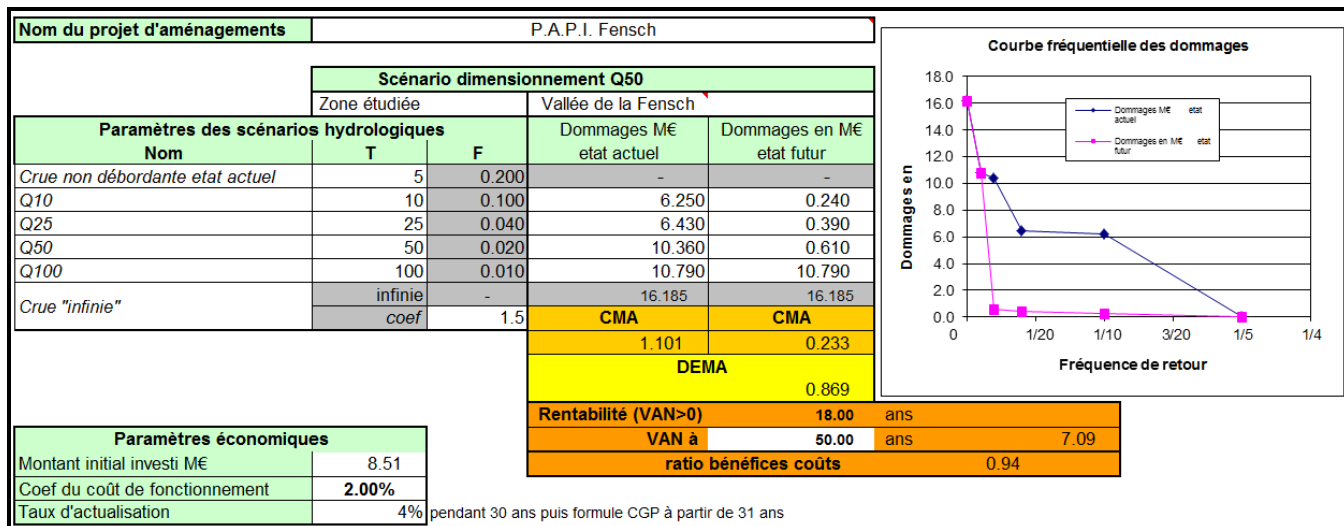 Nom du projet d'aménagements P.A.P.I. Fensch
Scénario dimensionnement Q50
Zone étudiée Vallée de la Fensch
Paramètres des scénarios hydrologiques Dommages M€ Dommages en M€
Nom T F etat actuel etat futur
Crue non débordante etat actuel 5 0.200 - -
Q10 10 0.100 6.250 0.240
Q25 25 0.040 6.430 0.390
Q50 50 0.020 10.360 0.610
Q100 100 0.010 10.790 10.790
Crue "infinie" infinie - 16.185 16.185
coef 1.5 CMA CMA
1.101 0.233
DEMA
0.869
Rentabilité (VAN>0) 18.00 ans
VAN à 50.00 ans 7.09
ratio bénéfices coûts 0.94
Paramètres économiques
Montant initial investi M€ 8.51
Coef du coût de fonctionnement 2.00%
Taux d'actualisation 4% pendant 30 ans puis formule CGP à partir de 31 ans
Courbe fréquentielle des dommages
Dommages en
18.0
16.0
14.0
12.0
10.0
8.0
6.0
4.0
2.0
0.0
Dommages M€ etat
actuel
Dommages en M€ etat
futur
0 1/20 1/10 3/20 1/5 1/4
Fréquence de retour